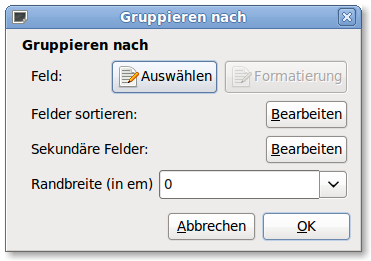 Gruppieren nach
Gruppieren nach
Feld: Auswählen Formatierung
Felder sortieren: Bearbeiten
Sekundäre Felder: Bearbeiten
Randbreite (in em) 0
Abbrechen OK